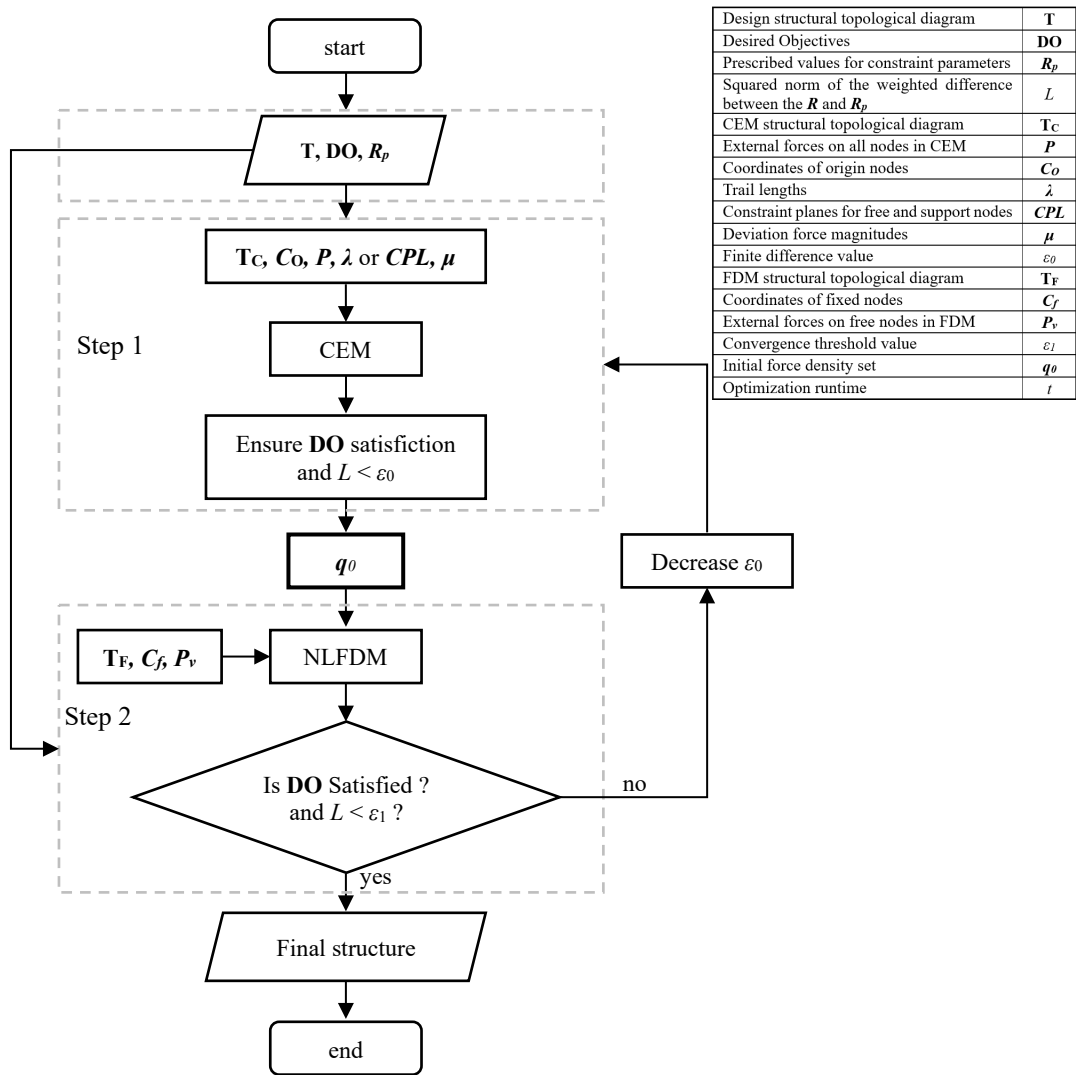 start
T, DO, Rp
Step 1
TC, CO, P, λ or CPL, μ
CEM
Ensure DO satisfiction
and L < ε0
q0
Decrease ε0
Step 2
TF, Cf, Pv
NLFDM
Is DO Satisfied ?
and L < ε1 ?
no
yes
Final structure
end
Design structural topological diagram T
Desired Objectives DO
Prescribed values for constraint parameters Rp
Squared norm of the weighted difference
between the R and Rp L
CEM structural topological diagram TC
External forces on all nodes in CEM P
Coordinates of origin nodes CO
Trail lengths λ
Constraint planes for free and support nodes CPL
Deviation force magnitudes μ
Finite difference value ε0
FDM structural topological diagram TF
Coordinates of fixed nodes Cf
External forces on free nodes in FDM Pv
Convergence threshold value ε1
Initial force density set q0
Optimization runtime t